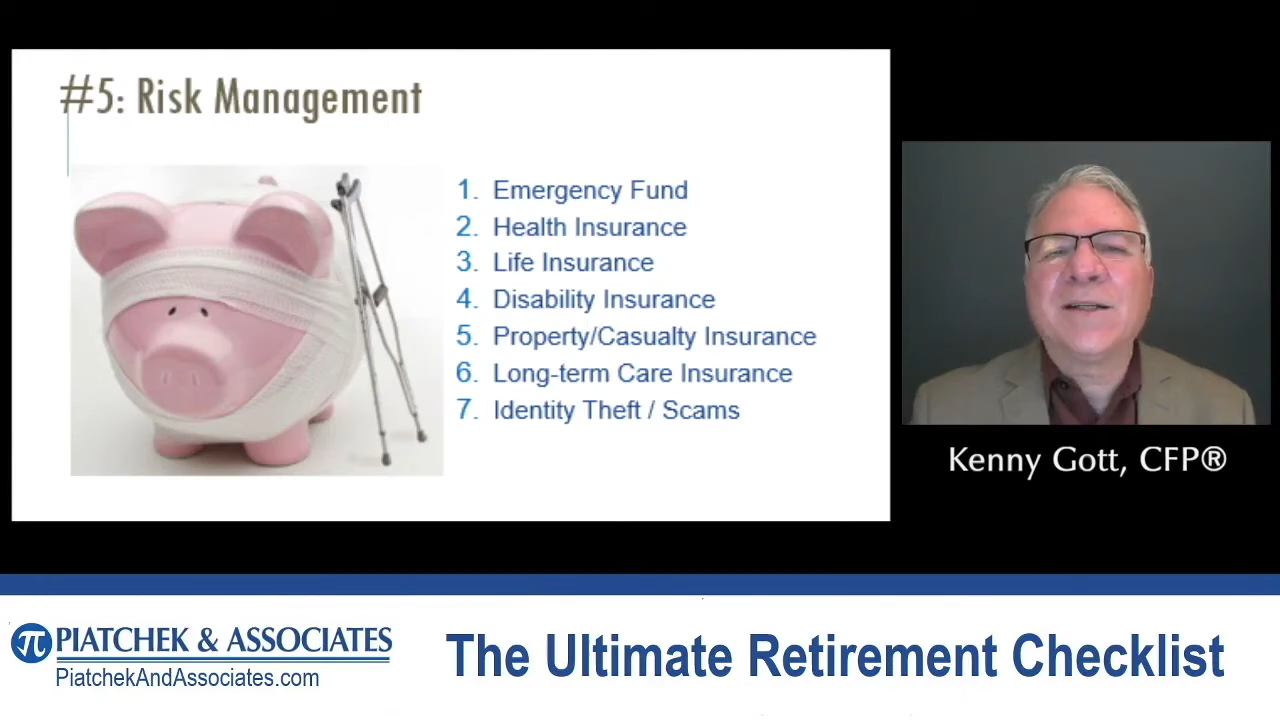 #5: Risk Management
1. Emergency Fund
2. Health Insurance
3. Life Insurance
4. Disability Insurance
5. Property/Casualty Insurance
6. Long-term Care Insurance
7. Identity Theft / Scams
Kenny Gott, CFP®
π PIATCHEK & ASSOCIATES
PiatchekAndAssociates.com
The Ultimate Retirement Checklist